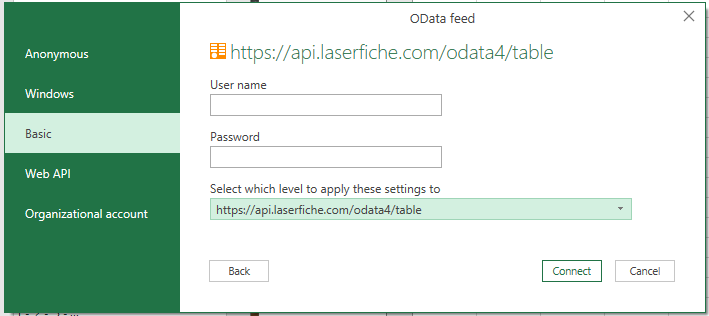 OData feed
Anonymous
Windows
Basic
Web API
Organizational account
https://api.laserfiche.com/odata4/table
User name
Password
Select which level to apply these settings to
https://api.laserfiche.com/odata4/table
Back
Connect
Cancel